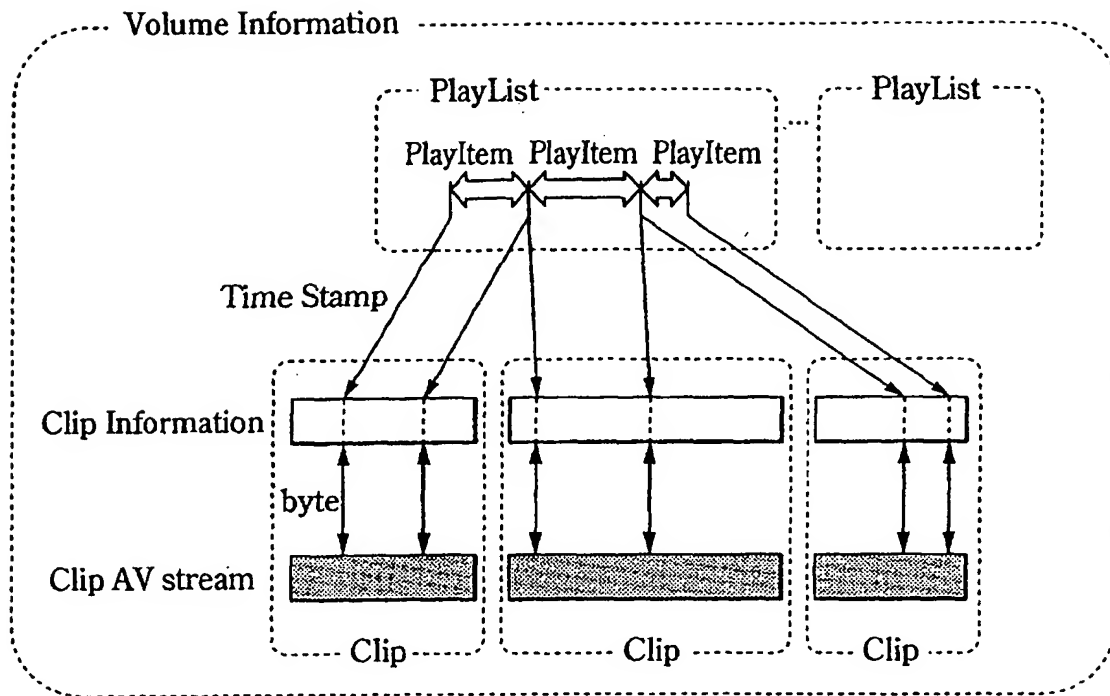 Volume Information
PlayList
PlayList
PlayItem PlayItem PlayItem
Time Stamp
Clip Information
byte
Clip AV stream
Clip
Clip
Clip